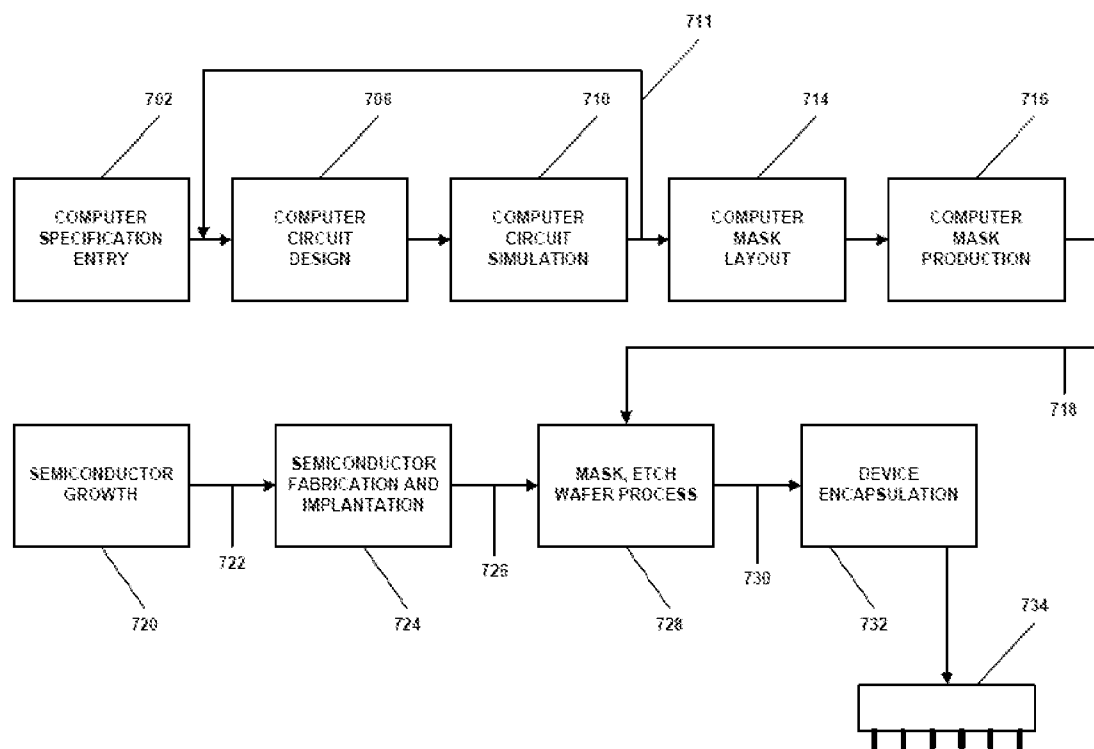 711
702
706
710
714
716
COMPUTER
SPECIFICATION
ENTRY
COMPUTER
CIRCUIT
DESIGN
COMPUTER
CIRCUIT
SIMULATION
COMPUTER
MASK
LAYOUT
COMPUTER
MASK
PRODUCTION
718
SEMICONDUCTOR
GROWTH
SEMICONDUCTOR
FABRICATION AND
IMPLANTATION
MASK, ETCH
WAFER PROCESS
DEVICE
ENCAPSULATION
722
726
730
720
724
728
732
734